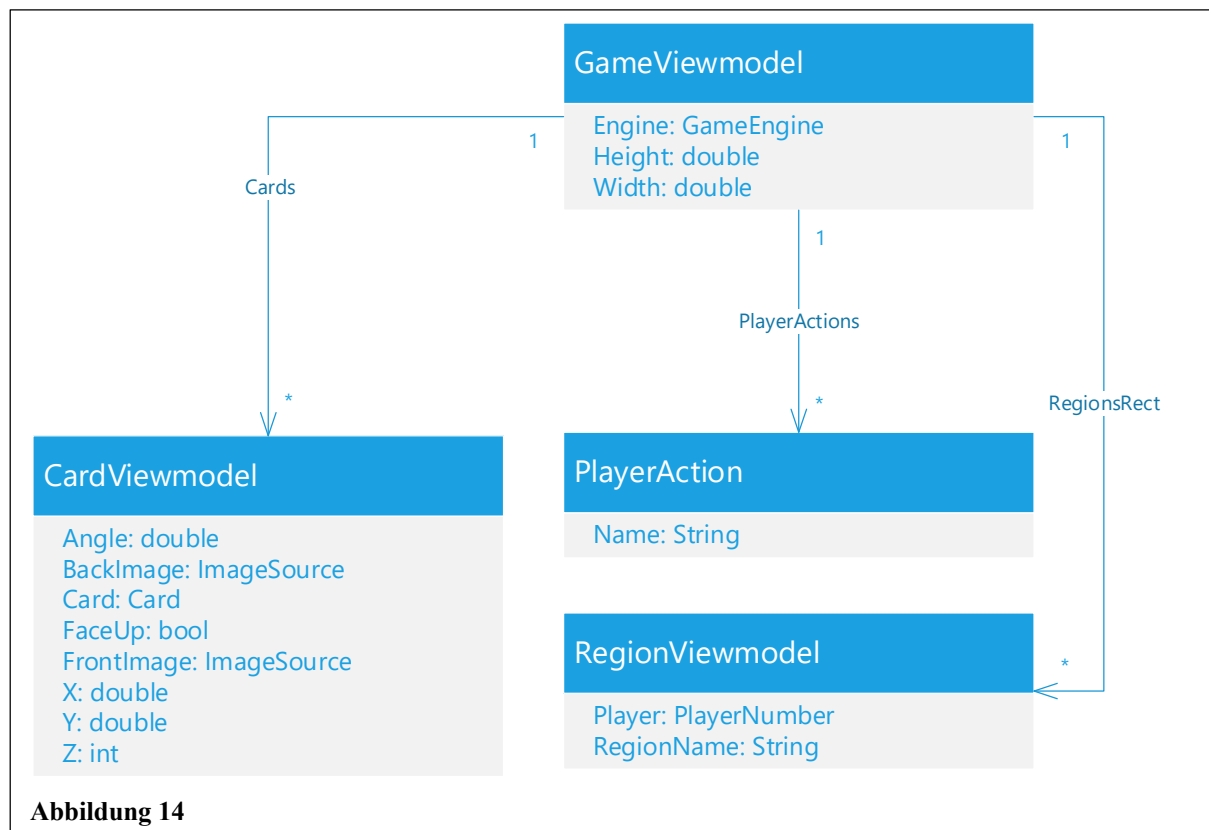 GameViewmodel
Engine: GameEngine
Height: double
Width: double
1
1
1
Cards
PlayerActions
RegionsRect
*
*
CardViewmodel
Angle: double
BackImage: ImageSource
Card: Card
FaceUp: bool
FrontImage: ImageSource
X: double
Y: double
Z: int
PlayerAction
Name: String
*
RegionViewmodel
Player: PlayerNumber
RegionName: String
Abbildung 14